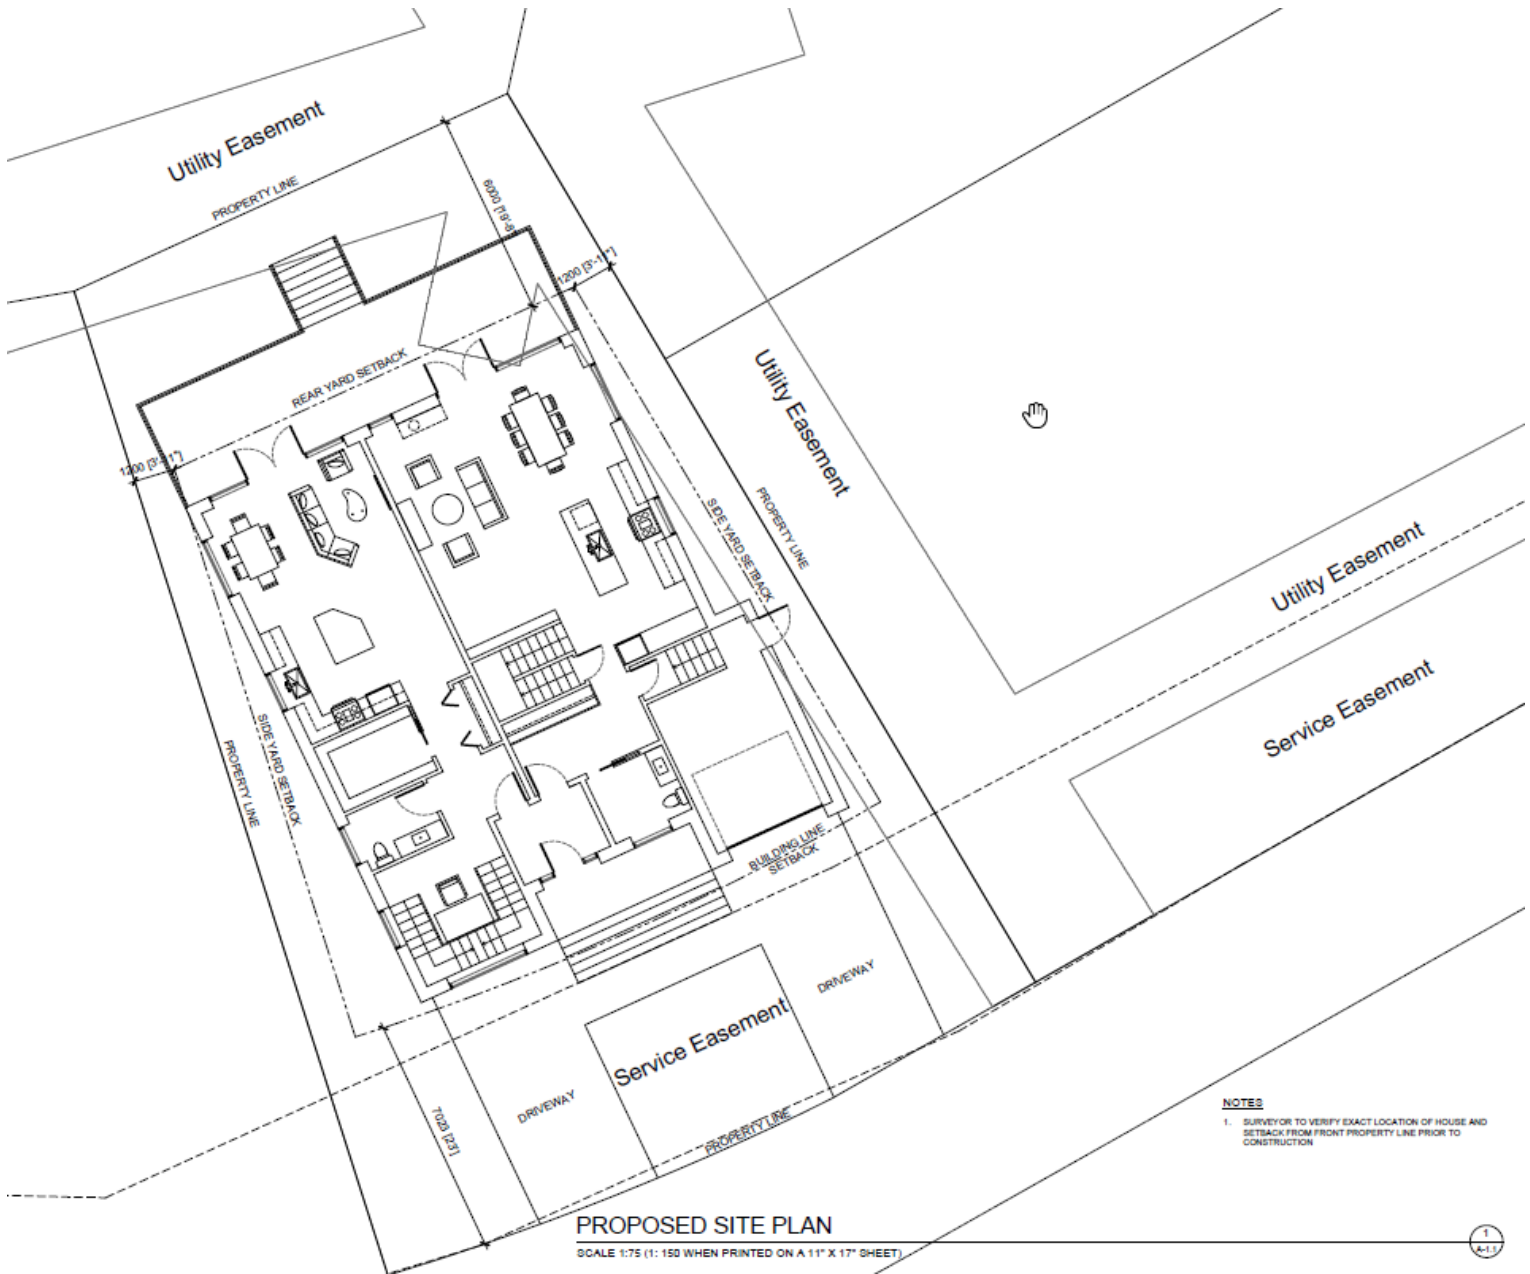 Utility Easement
PROPERTY LINE
6000 [19'-8"
1200 [3'-11"]
REAR YARD SETBACK
1200 [3'-11"]
Utility Easement
PROPERTY LINE
SIDE YARD SETBACK
Utility Easement
Service Easement
SIDE YARD SETBACK
PROPERTY LINE
BUILDING LINE
SETBACK
DRIVEWAY
Service Easement
DRIVEWAY
7023 [23']
PROPERTY LINE
NOTES
1. SURVEYOR TO VERIFY EXACT LOCATION OF HOUSE AND
SETBACK FROM FRONT PROPERTY LINE PRIOR TO
CONSTRUCTION
PROPOSED SITE PLAN
SCALE 1:75 (1: 150 WHEN PRINTED ON A 11" X 17" SHEET)
1
A-1.1